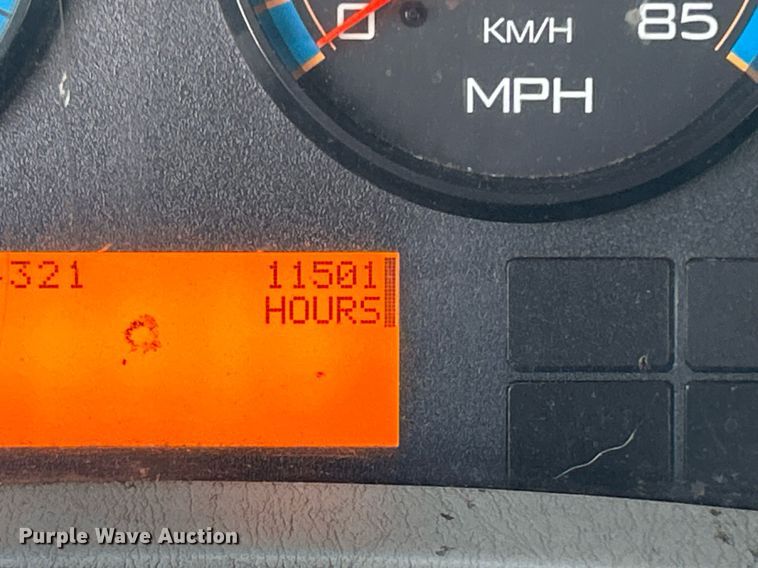 0 KM/H 85
MPH
321 11501
HOURS
Purple Wave Auction